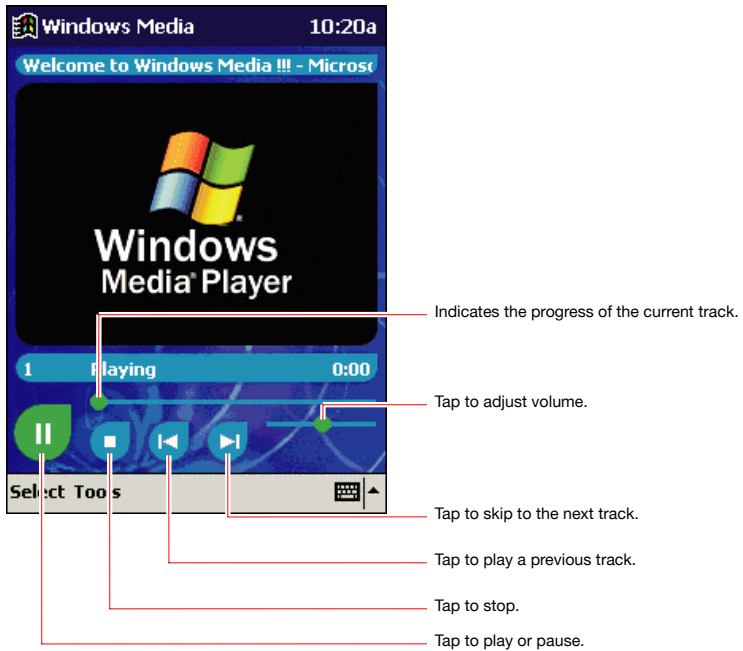 Windows Media 10:20a
Welcome to Windows Media !!! - Microso
Windows
Media Player
Indicates the progress of the current track.
1 Playing 0:00
Tap to adjust volume.
Select Tools
Tap to skip to the next track.
Tap to play a previous track.
Tap to stop.
Tap to play or pause.